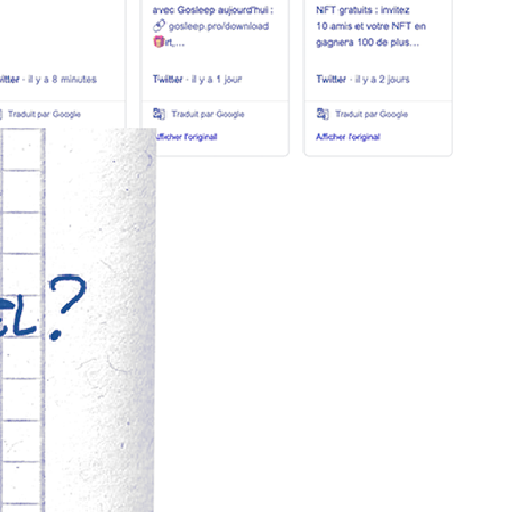 avec Gosleep aujourd'hui :
gosleep.pro/download
Twitter · il y a 8 minutes
Traduit par Google
NFT gratuits : invitez
10 amis et votre NFT en
gagnera 100 de plus...
Twitter · il y a 1 jour
Traduit par Google
Afficher l'original
Twitter · il y a 2 jours
Traduit par Google
Afficher l'original
?